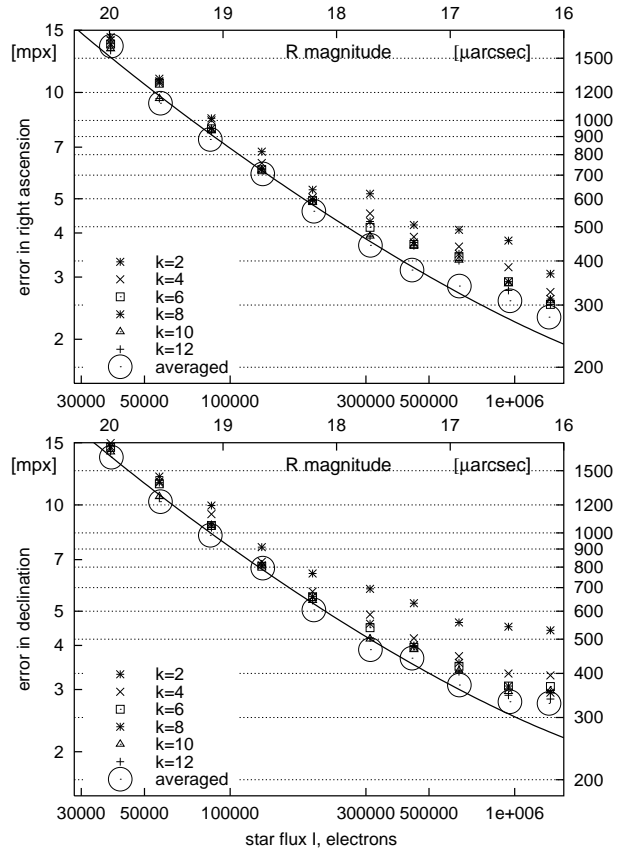 20 19 18 17 16
15 [mpx] R magnitude [µarcsec] 1500
1200
10 1000
900
800
7 700
600
5 500
4 400
3 300
2 200
error in right ascension
k=2
k=4
k=6
k=8
k=10
k=12
averaged
30000 50000 100000 300000 500000 1e+006
20 19 18 17 16
15 [mpx] R magnitude [µarcsec] 1500
1200
10 1000
900
800
7 700
600
5 500
4 400
3 300
2 200
error in declination
k=2
k=4
k=6
k=8
k=10
k=12
averaged
30000 50000 100000 300000 500000 1e+006
star flux I, electrons